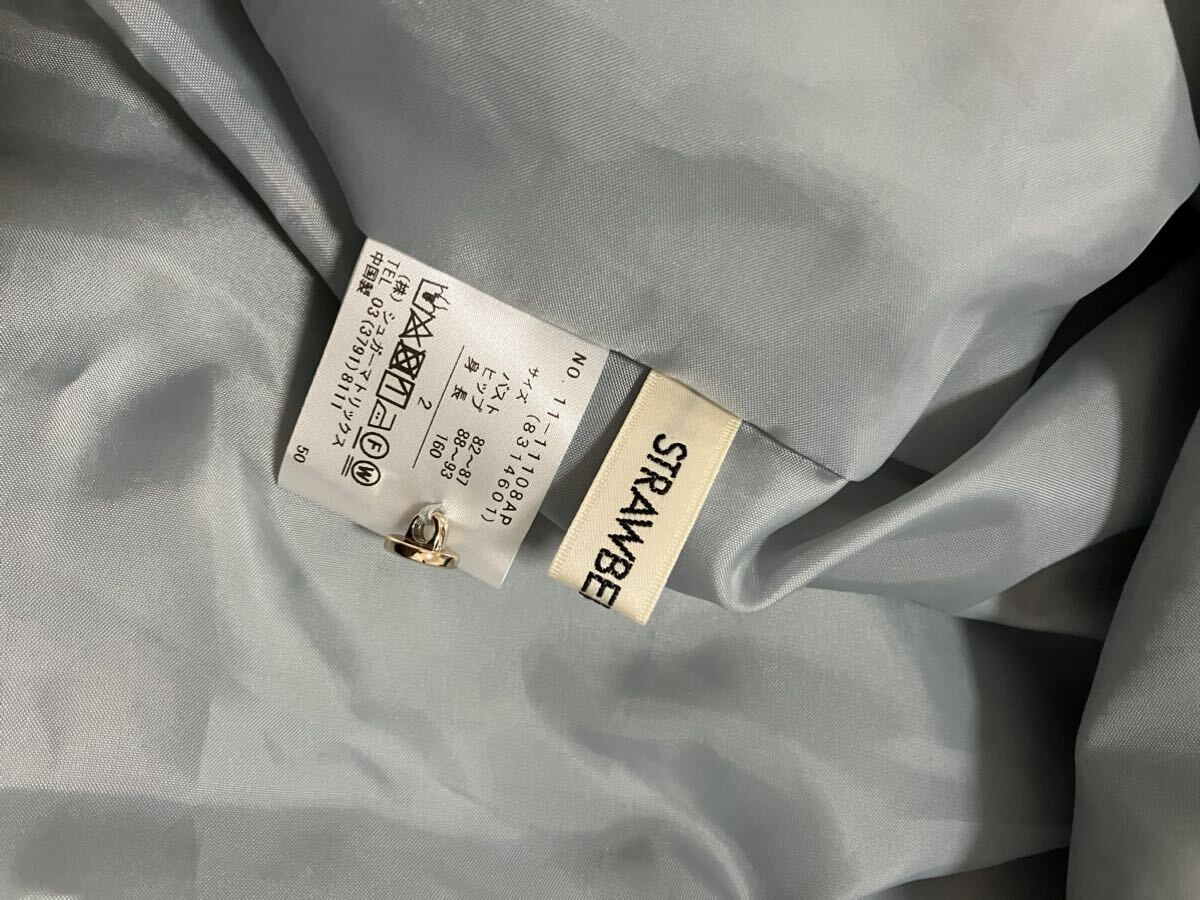 NO. 11-11108AP
サイズ (8314601)
バスト 82~87
ヒップ 88~93
身 長 160
2
F W
(株) シュガーマトリックス
TEL 03(3791)8111
中国製
50
STRAWBE